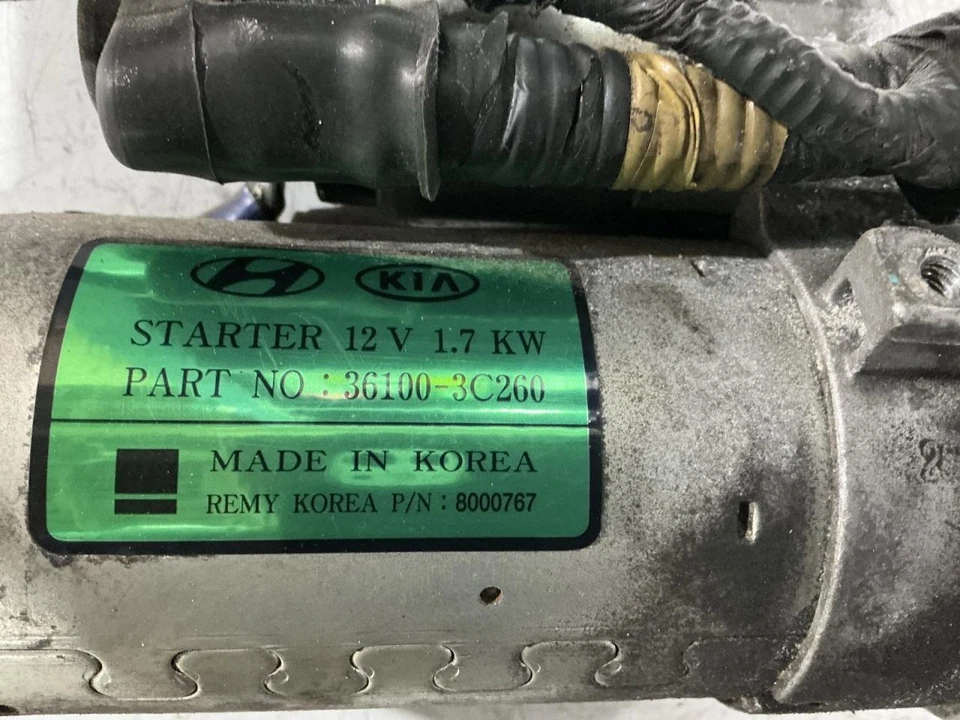 KIA
STARTER 12 V 1.7 KW
PART NO : 36100-3C260
MADE IN KOREA
REMY KOREA P/N : 8000767